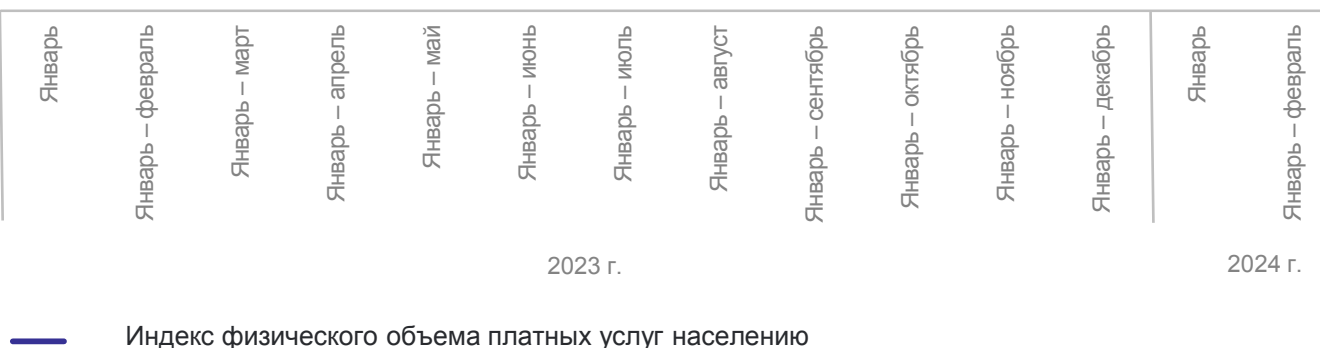 Январь
Январь – февраль
Январь – март
Январь – апрель
Январь – май
Январь – июнь
Январь – июль
Январь – август
Январь – сентябрь
Январь – октябрь
Январь – ноябрь
Январь – декабрь
Январь
Январь – февраль
2023 г.
2024 г.
Индекс физического объема платных услуг населению